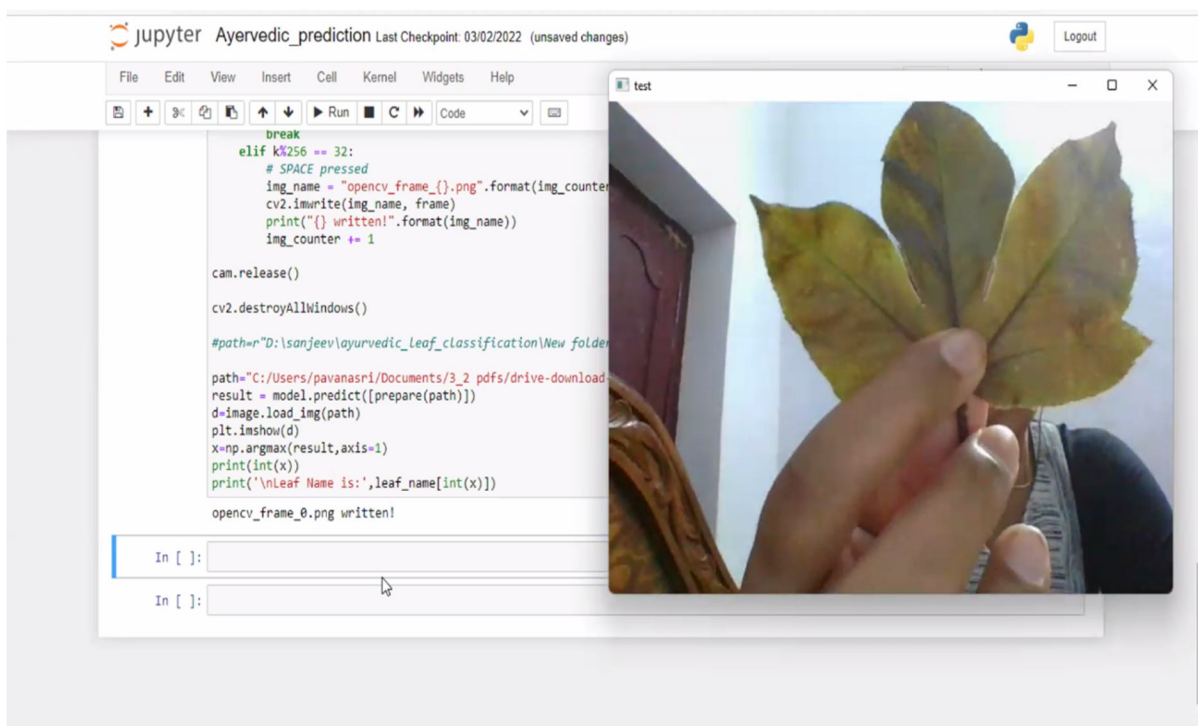 jupyter Ayervedic_prediction Last Checkpoint: 03/02/2022 (unsaved changes)
Logout
File Edit View Insert Cell Kernel Widgets Help
Run Code
test
break
elif k%256 == 32:
# SPACE pressed
img_name = "opencv_frame_{}.png".format(img_counter
cv2.imwrite(img_name, frame)
print("{} written!".format(img_name))
img_counter += 1
cam.release()
cv2.destroyAllWindows()
#path=r"D:\sanjeev\ayurvedic_leaf_classification\New folder
path="C:/Users/pavanasri/Documents/3_2 pdfs/drive-download-
result = model.predict([prepare(path)])
d=image.load_img(path)
plt.imshow(d)
x=np.argmax(result,axis=1)
print(int(x))
print('\nLeaf Name is:',leaf_name[int(x)])
opencv_frame_0.png written!
In [ ]:
In [ ]: